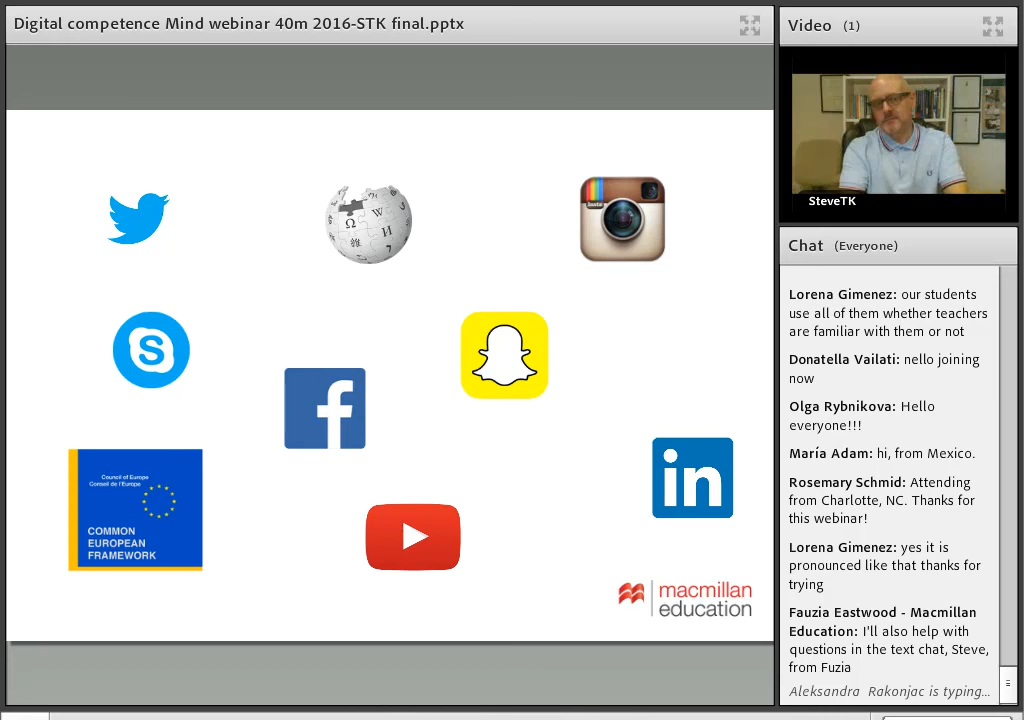 Digital competence Mind webinar 40m 2016-STK final.pptx
W
Ω
И
維
Insta
S
f
in
Council of Europe
Conseil de l'Europe
COMMON
EUROPEAN
FRAMEWORK
macmillan
education
Video (1)
SteveTK
Chat (Everyone)
Lorena Gimenez: our students
use all of them whether teachers
are familiar with them or not
Donatella Vailati: nello joining
now
Olga Rybnikova: Hello
everyone!!!
María Adam: hi, from Mexico.
Rosemary Schmid: Attending
from Charlotte, NC. Thanks for
this webinar!
Lorena Gimenez: yes it is
pronounced like that thanks for
trying
Fauzia Eastwood - Macmillan
Education: I'll also help with
questions in the text chat, Steve,
from Fuzia
Aleksandra Rakonjac is typing...